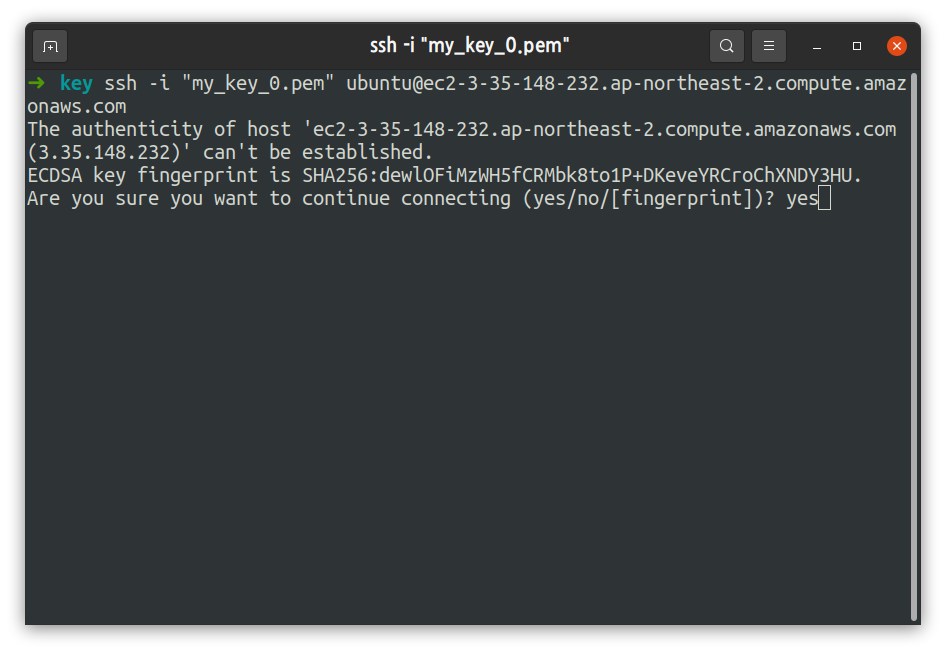 ssh -i "my_key_0.pem"
➜ key ssh -i "my_key_0.pem" ubuntu@ec2-3-35-148-232.ap-northeast-2.compute.amaz
onaws.com
The authenticity of host 'ec2-3-35-148-232.ap-northeast-2.compute.amazonaws.com
(3.35.148.232)' can't be established.
ECDSA key fingerprint is SHA256:dewlOFiMzWH5fCRMbk8to1P+DKeveYRCroChXNDY3HU.
Are you sure you want to continue connecting (yes/no/[fingerprint])? yes